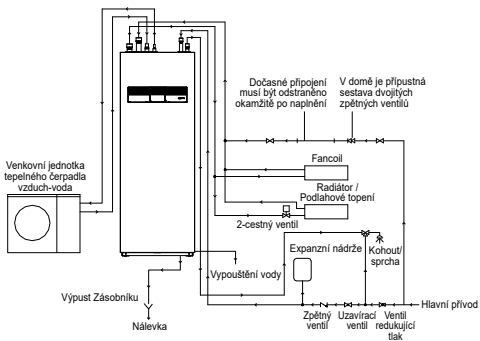 Dočasné připojení
musí být odstraněno
okamžitě po naplnění
V domě je přípustná
sestava dvojitých
zpětných ventilů
Venkovní jednotka
tepelného čerpadla
vzduch-voda
Fancoil
Radiátor /
Podlahové topení
2-cestný ventil
Expanzní nádrže
Kohout/
sprcha
Vypouštění vody
Výpust Zásobníku
Nálevka
Zpětný
ventil
Uzavírací
ventil
Ventil
redukující
tlak
Hlavní přívod